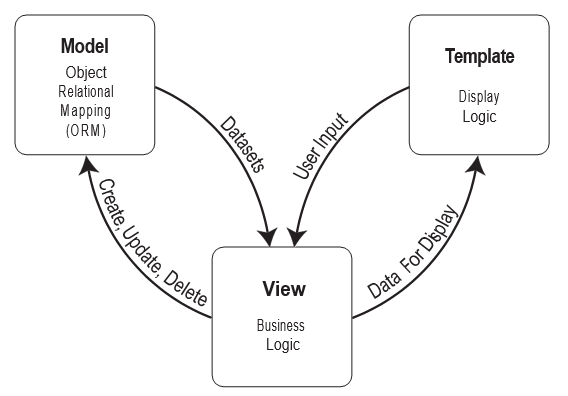 Model
Object
Relational
Mapping
(ORM)
Template
Display
Logic
Datasets
User Input
Create, Update, Delete
Data For Display
View
Business
Logic